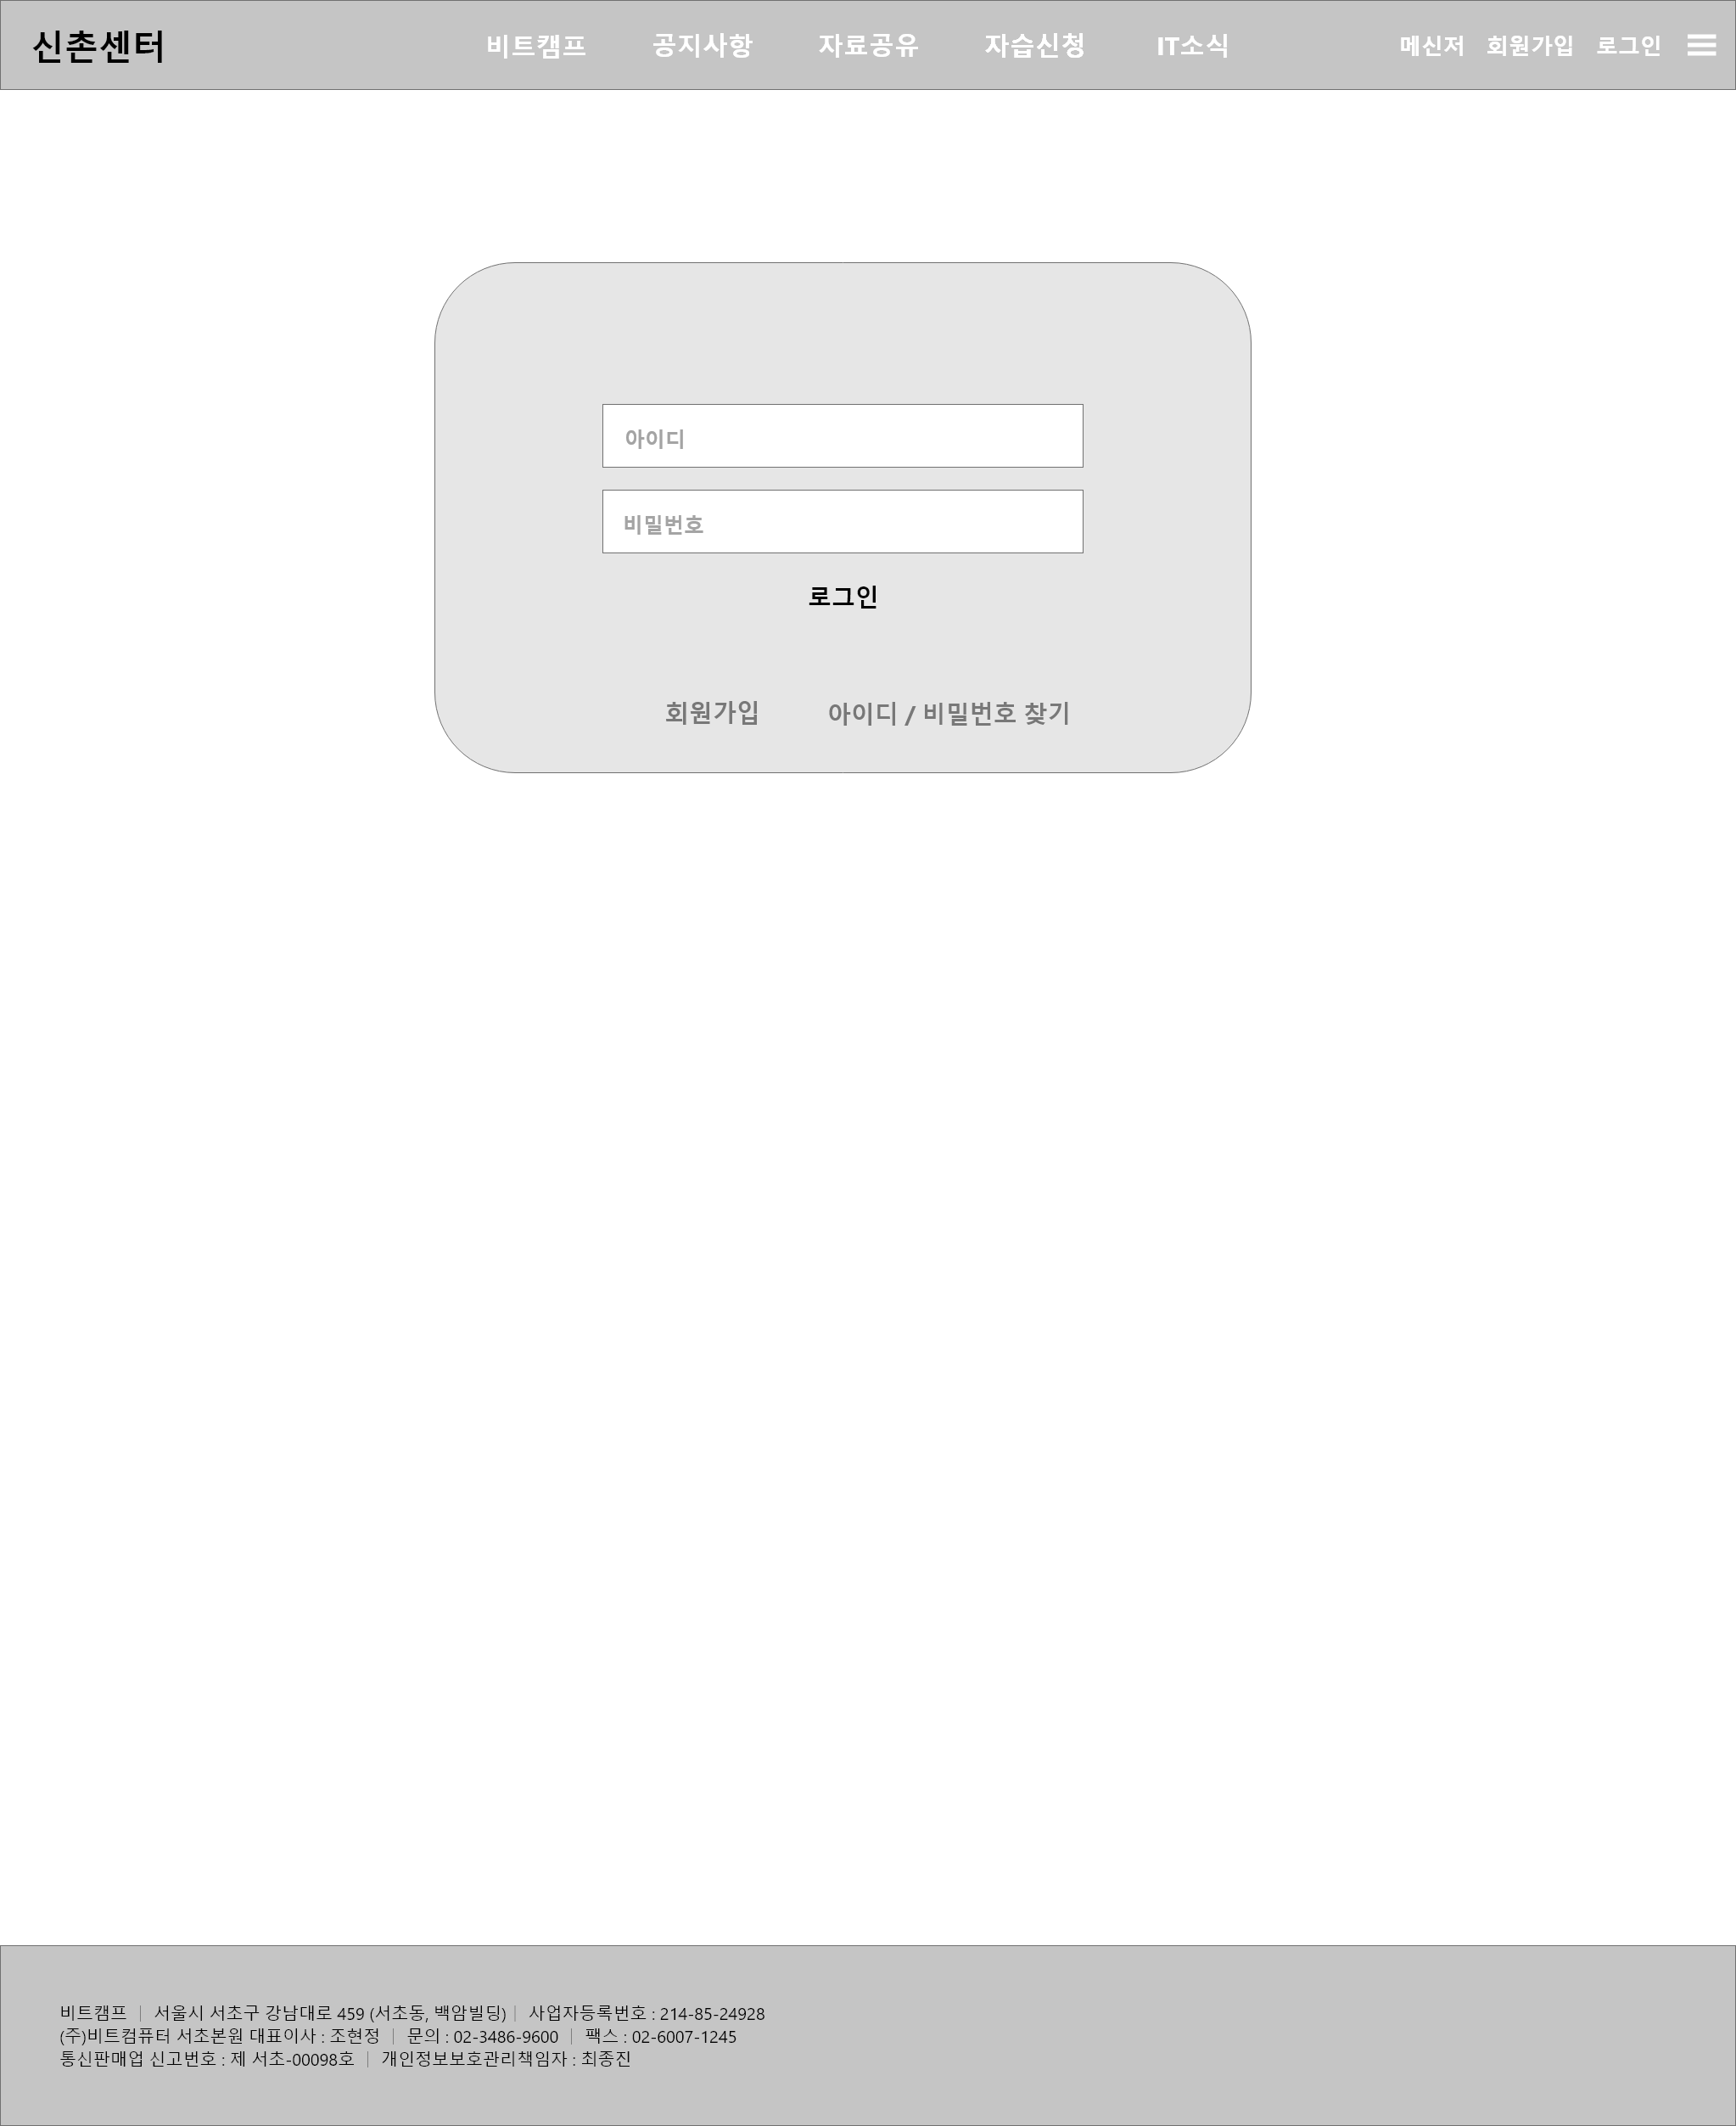 신촌센터 비트캠프 공지사항 자료공유 자습신청 IT소식 메신저 회원가입 로그인
아이디
비밀번호
로그인
회원가입 아이디 / 비밀번호 찾기
비트캠프 | 서울시 서초구 강남대로 459 (서초동, 백암빌딩) | 사업자등록번호 : 214-85-24928
(주)비트컴퓨터 서초본원 대표이사 : 조현정 | 문의 : 02-3486-9600 | 팩스 : 02-6007-1245
통신판매업 신고번호 : 제 서초-00098호 | 개인정보보호관리책임자 : 최종진